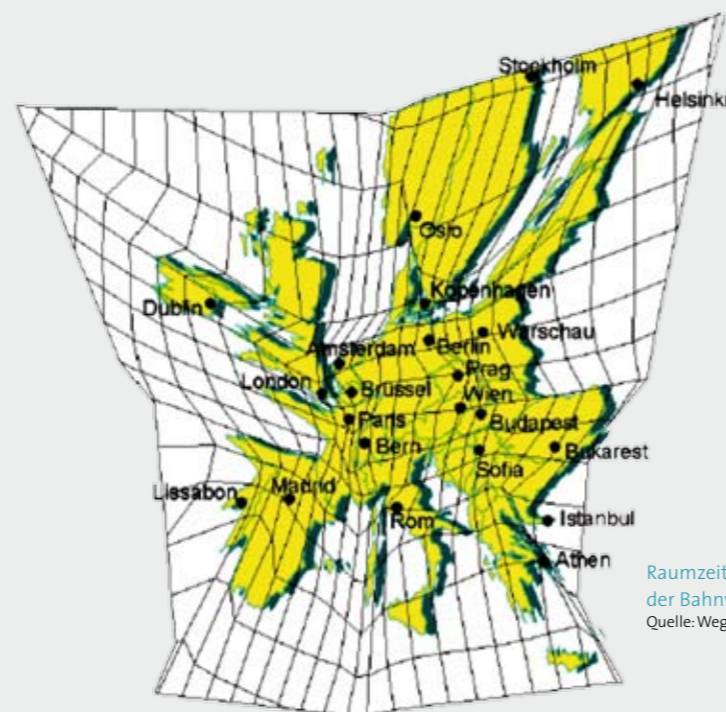 Stockholm
Helsinki
Oslo
Kopenhagen
Dublin
Warschau
Amsterdam
Berlin
Prag
London
Brüssel
Wien
Paris
Budapest
Bern
Sofia
Bukarest
Lissabon
Madrid
Rom
Istanbul
Athen
Raumzeit
der Bahn
Quelle: Weg